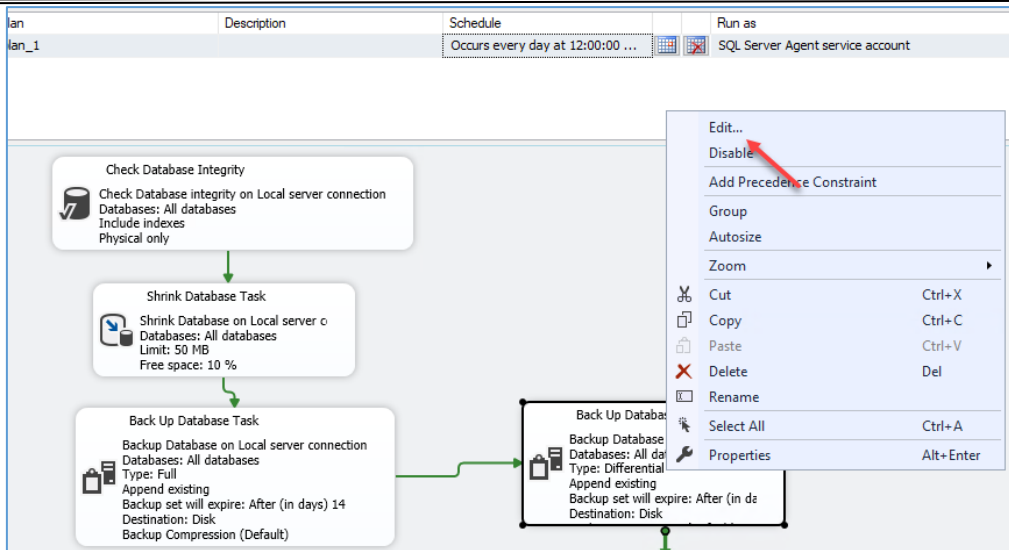 lan Description Schedule Run as
lan_1 Occurs every day at 12:00:00 ... SQL Server Agent service account
Edit...
Disable
Add Precedence Constraint
Group
Autosize
Zoom
Cut Ctrl+X
Copy Ctrl+C
Paste Ctrl+V
Delete Del
Rename
Select All Ctrl+A
Properties Alt+Enter
Check Database Integrity
Check Database integrity on Local server connection
Databases: All databases
Include indexes
Physical only
Shrink Database Task
Shrink Database on Local server c
Databases: All databases
Limit: 50 MB
Free space: 10 %
Back Up Database Task
Backup Database on Local server connection
Databases: All databases
Type: Full
Append existing
Backup set will expire: After (in days) 14
Destination: Disk
Backup Compression (Default)
Back Up Databas
Backup Database
Databases: All dat
Type: Differential
Append existing
Backup set will expire: After (in da
Destination: Disk